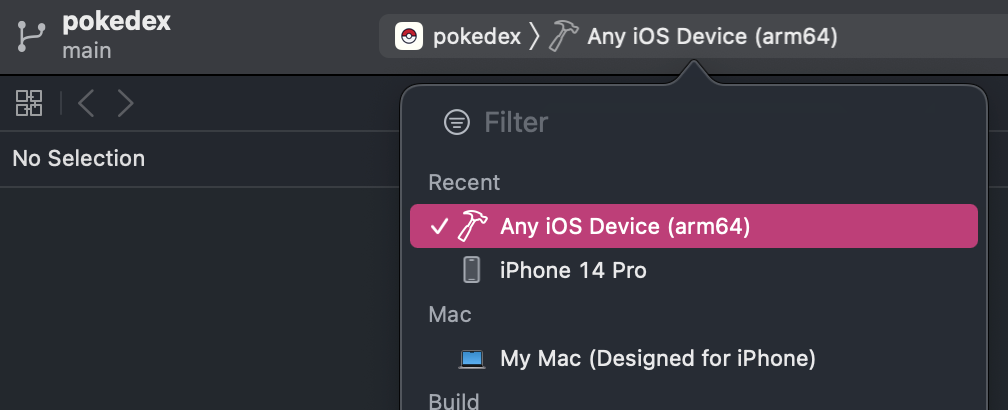 pokedex
main
pokedex
Any iOS Device (arm64)
No Selection
Filter
Recent
Any iOS Device (arm64)
iPhone 14 Pro
Mac
My Mac (Designed for iPhone)
Build